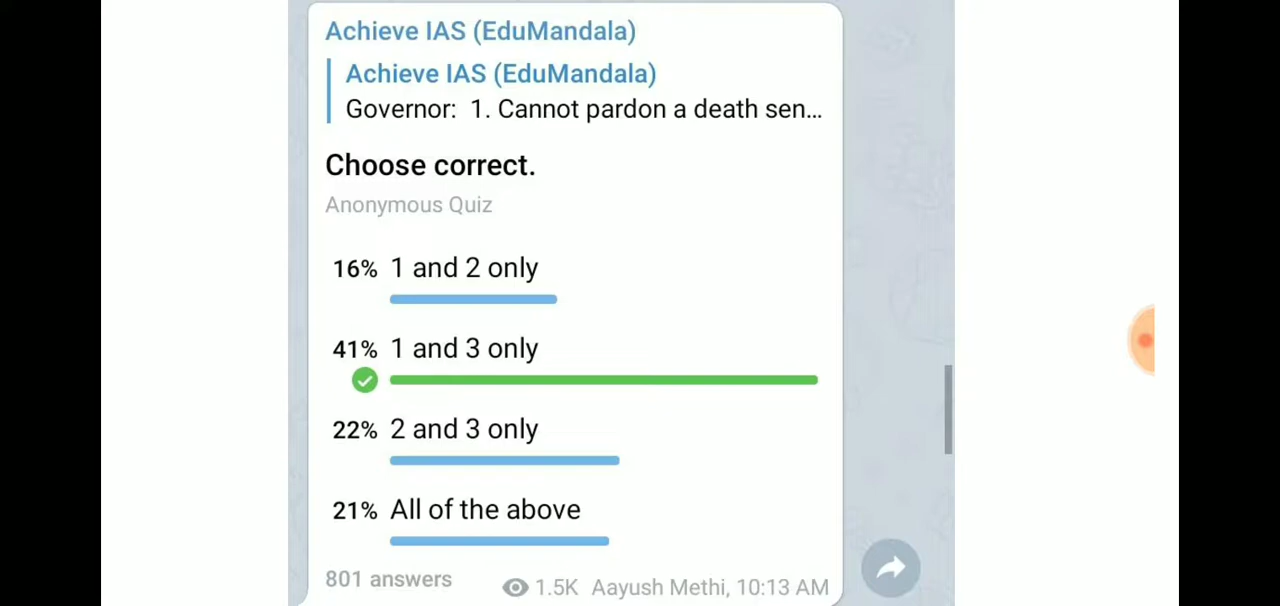 Achieve IAS (EduMandala)
Achieve IAS (EduMandala)
Governor: 1. Cannot pardon a death sen...
Choose correct.
Anonymous Quiz
16% 1 and 2 only
41% 1 and 3 only
22% 2 and 3 only
21% All of the above
801 answers 1.5K Aayush Methi, 10:13 AM